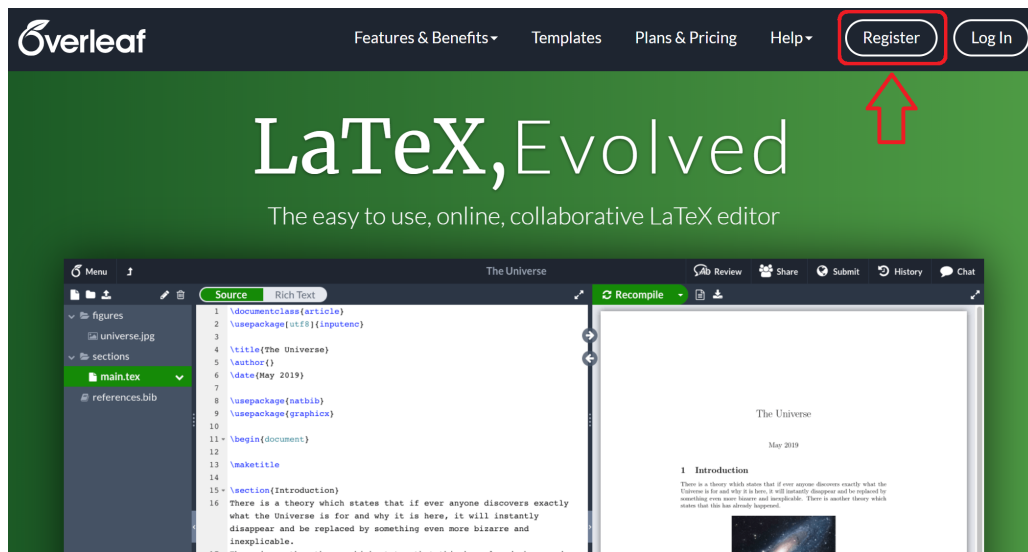 Overleaf
Features & Benefits Templates Plans & Pricing Help Register Log In
LaTeX, Evolved
The easy to use, online, collaborative LaTeX editor
Menu The Universe Review Share Submit History Chat
Source Rich Text Recompile
figures
universe.jpg
sections
main.tex
references.bib
1 \documentclass{article}
2 \usepackage[utf8]{inputenc}
3
4 \title{The Universe}
5 \author{}
6 \date{May 2019}
7
8 \usepackage{natbib}
9 \usepackage{graphicx}
10
11 \begin{document}
12
13 \maketitle
14
15 \section{Introduction}
16 There is a theory which states that if ever anyone discovers exactly
what the Universe is for and why it is here, it will instantly
disappear and be replaced by something even more bizarre and
inexplicable.
The Universe
May 2019
1 Introduction
There is a theory which states that if ever anyone discovers exactly what the
Universe is for and why it is here, it will instantly disappear and be replaced by
something even more bizarre and inexplicable. There is another theory which
states that this has already happened.